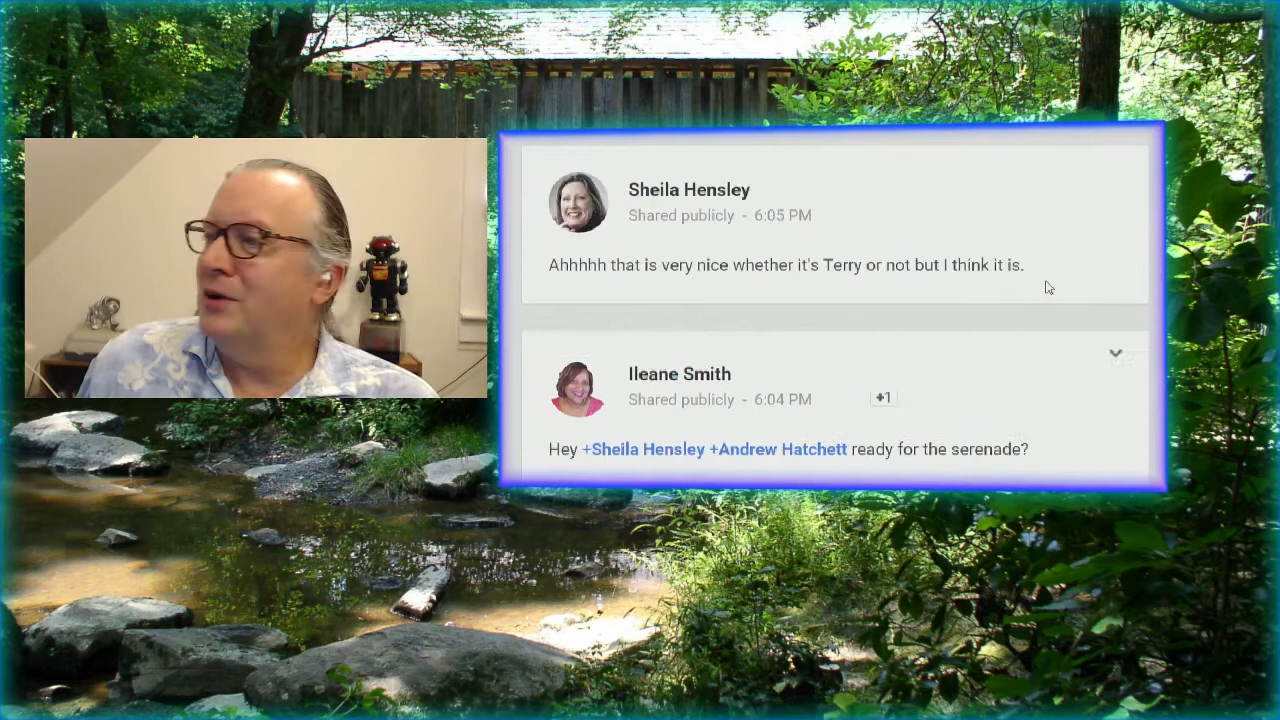 Sheila Hensley
Shared publicly - 6:05 PM
Ahhhhh that is very nice whether it's Terry or not but I think it is.
Ileane Smith
Shared publicly - 6:04 PM
+1
Hey +Sheila Hensley +Andrew Hatchett ready for the serenade?